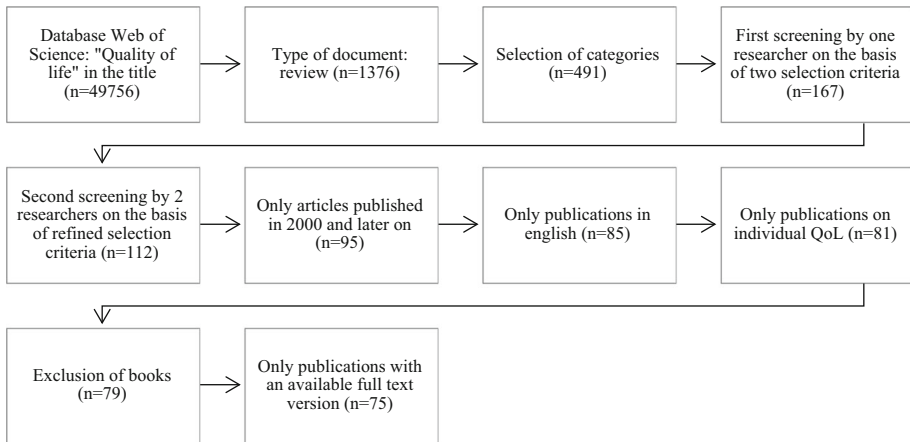 Database Web of
Science: "Quality of
life" in the title
(n=49756)
Type of document:
review (n=1376)
Selection of categories
(n=491)
First screening by one
researcher on the basis
of two selection criteria
(n=167)
Second screening by 2
researchers on the basis
of refined selection
criteria (n=112)
Only articles published
in 2000 and later on
(n=95)
Only publications in
english (n=85)
Only publications on
individual QoL (n=81)
Exclusion of books
(n=79)
Only publications with
an available full text
version (n=75)